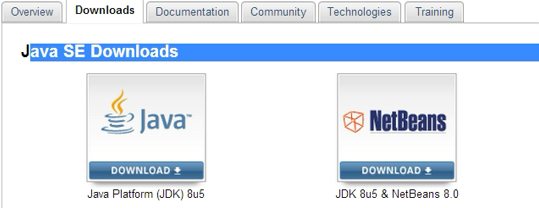 Overview Downloads Documentation Community Technologies Training
Java SE Downloads
Java™ NetBeans
DOWNLOAD DOWNLOAD
Java Platform (JDK) 8u5 JDK 8u5 & NetBeans 8.0